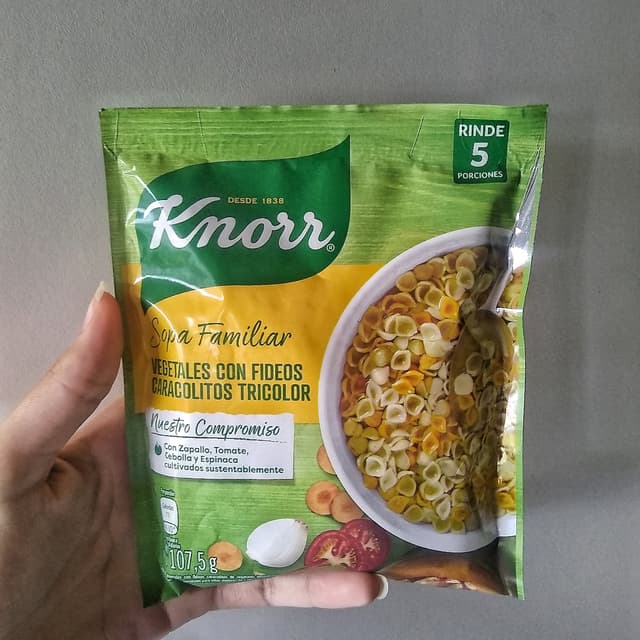 RINDE
5
PORCIONES
DESDE 1838
Knorr®
Sopa Familiar
VEGETALES CON FIDEOS
CARACOLITOS TRICOLOR
Nuestro Compromiso
Con Zapallo, Tomate,
Cebolla y Espinaca
cultivados sustentablemente
107,5 g